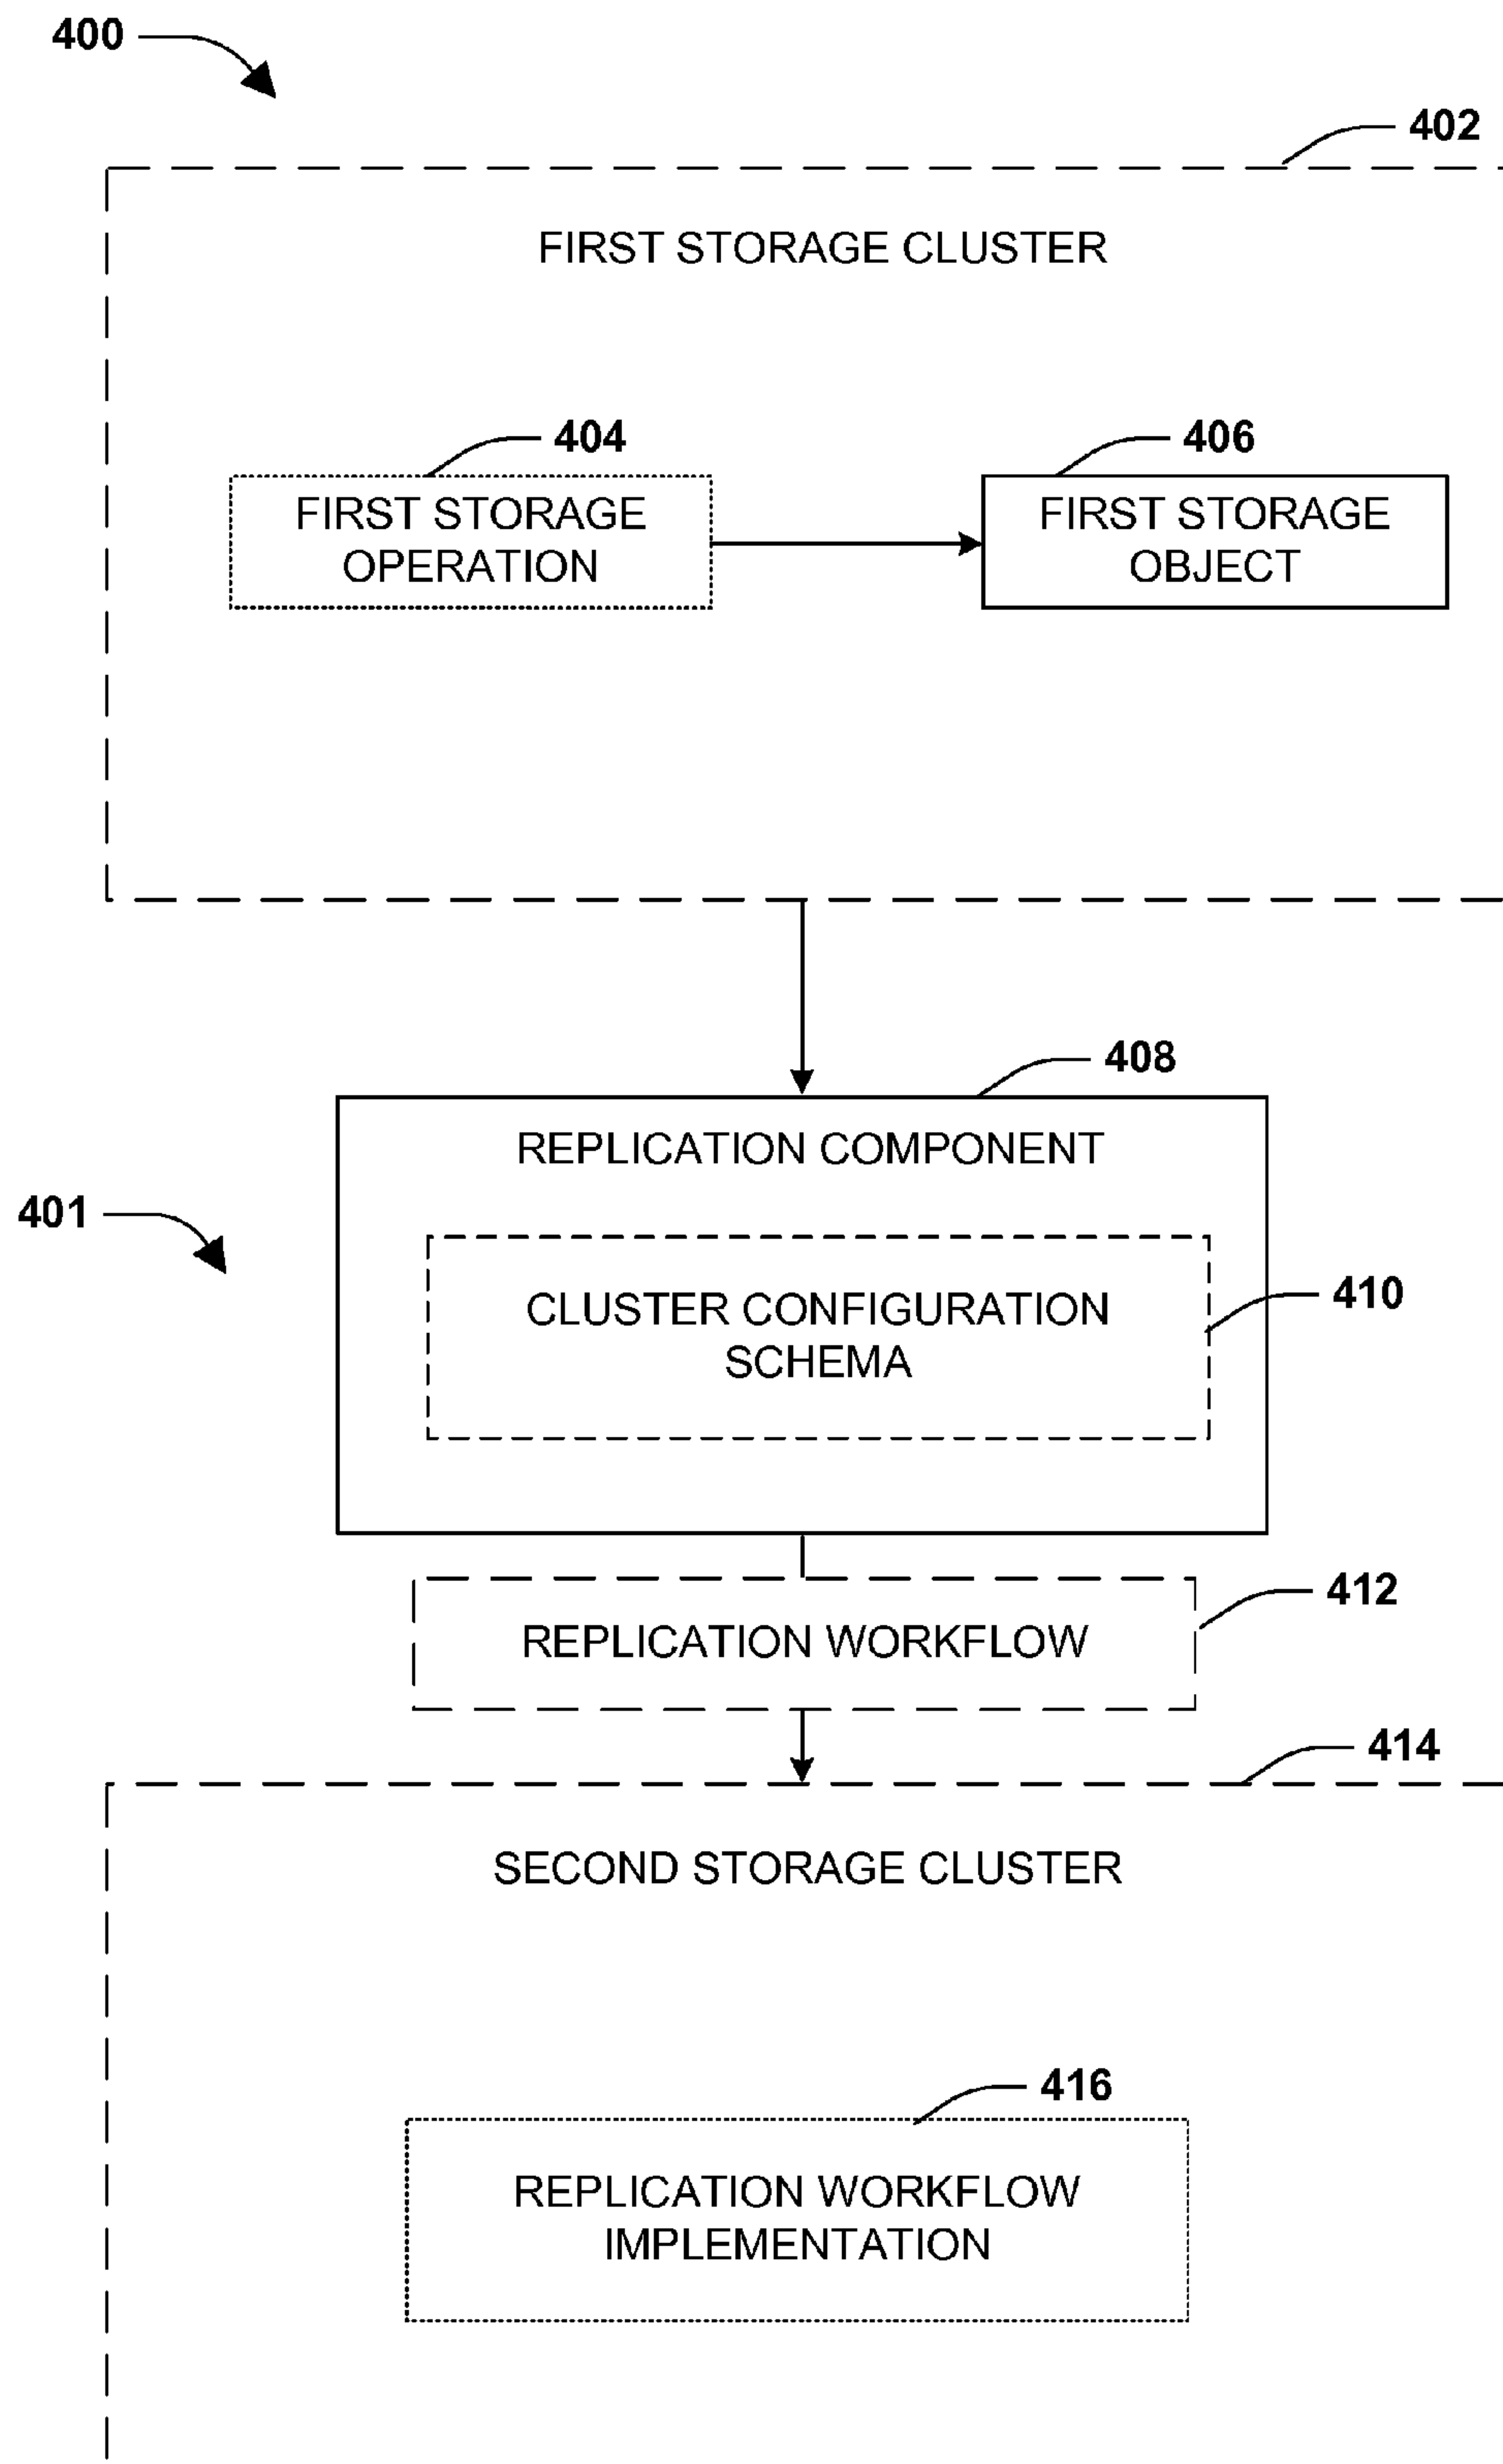 400
402
FIRST STORAGE CLUSTER
404
406
FIRST STORAGE
OPERATION
FIRST STORAGE
OBJECT
408
REPLICATION COMPONENT
401
410
CLUSTER CONFIGURATION
SCHEMA
412
REPLICATION WORKFLOW
414
SECOND STORAGE CLUSTER
416
REPLICATION WORKFLOW
IMPLEMENTATION